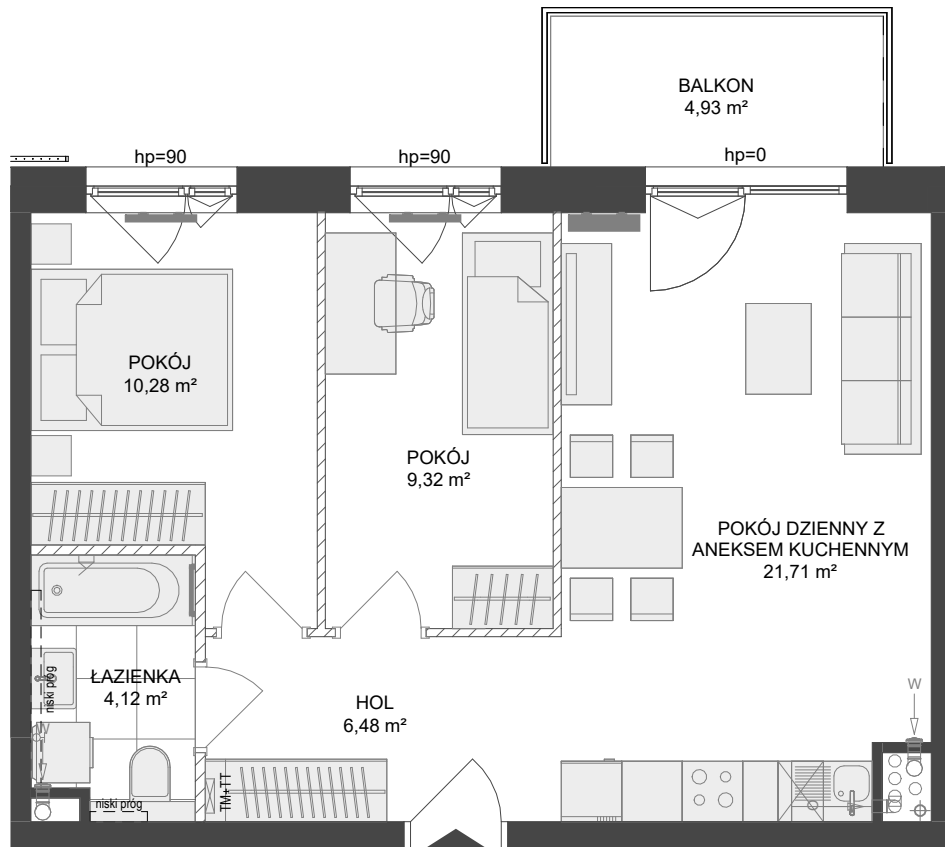 BALKON
4,93 m²
hp=90
hp=90
hp=0
POKÓJ
10,28 m²
POKÓJ
9,32 m²
POKÓJ DZIENNY Z
ANEKSEM KUCHENNYM
21,71 m²
ŁAZIENKA
4,12 m²
niski próg
HOL
6,48 m²
W
W
TM+TT
niski próg